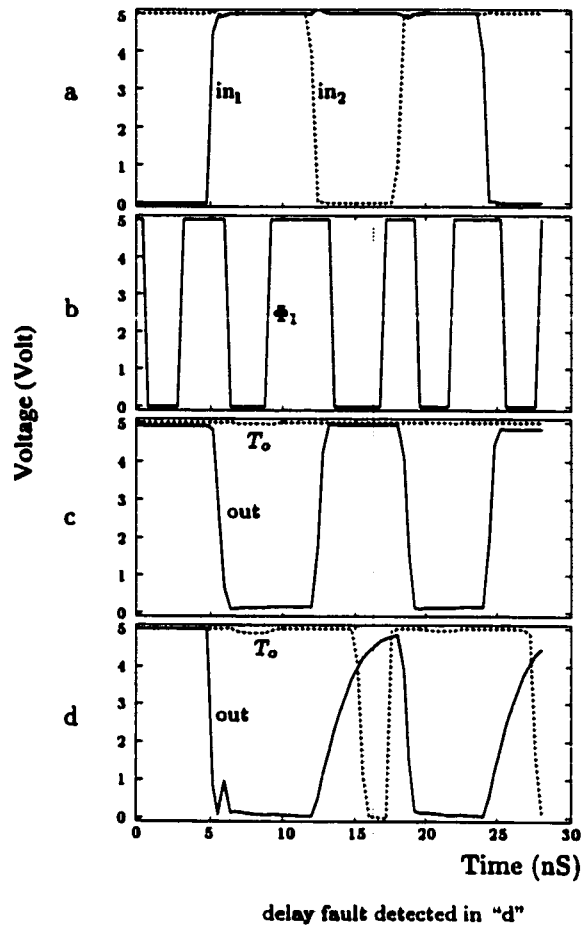 5
4
3
2
1
0
a
in₁
in₂
5
4
3
2
1
0
b
Φ₁
Voltage (Volt)
5
4
3
2
1
0
c
Tₒ
out
5
4
3
2
1
0
d
Tₒ
out
0 5 10 15 20 25 30
Time (nS)
delay fault detected in "d"